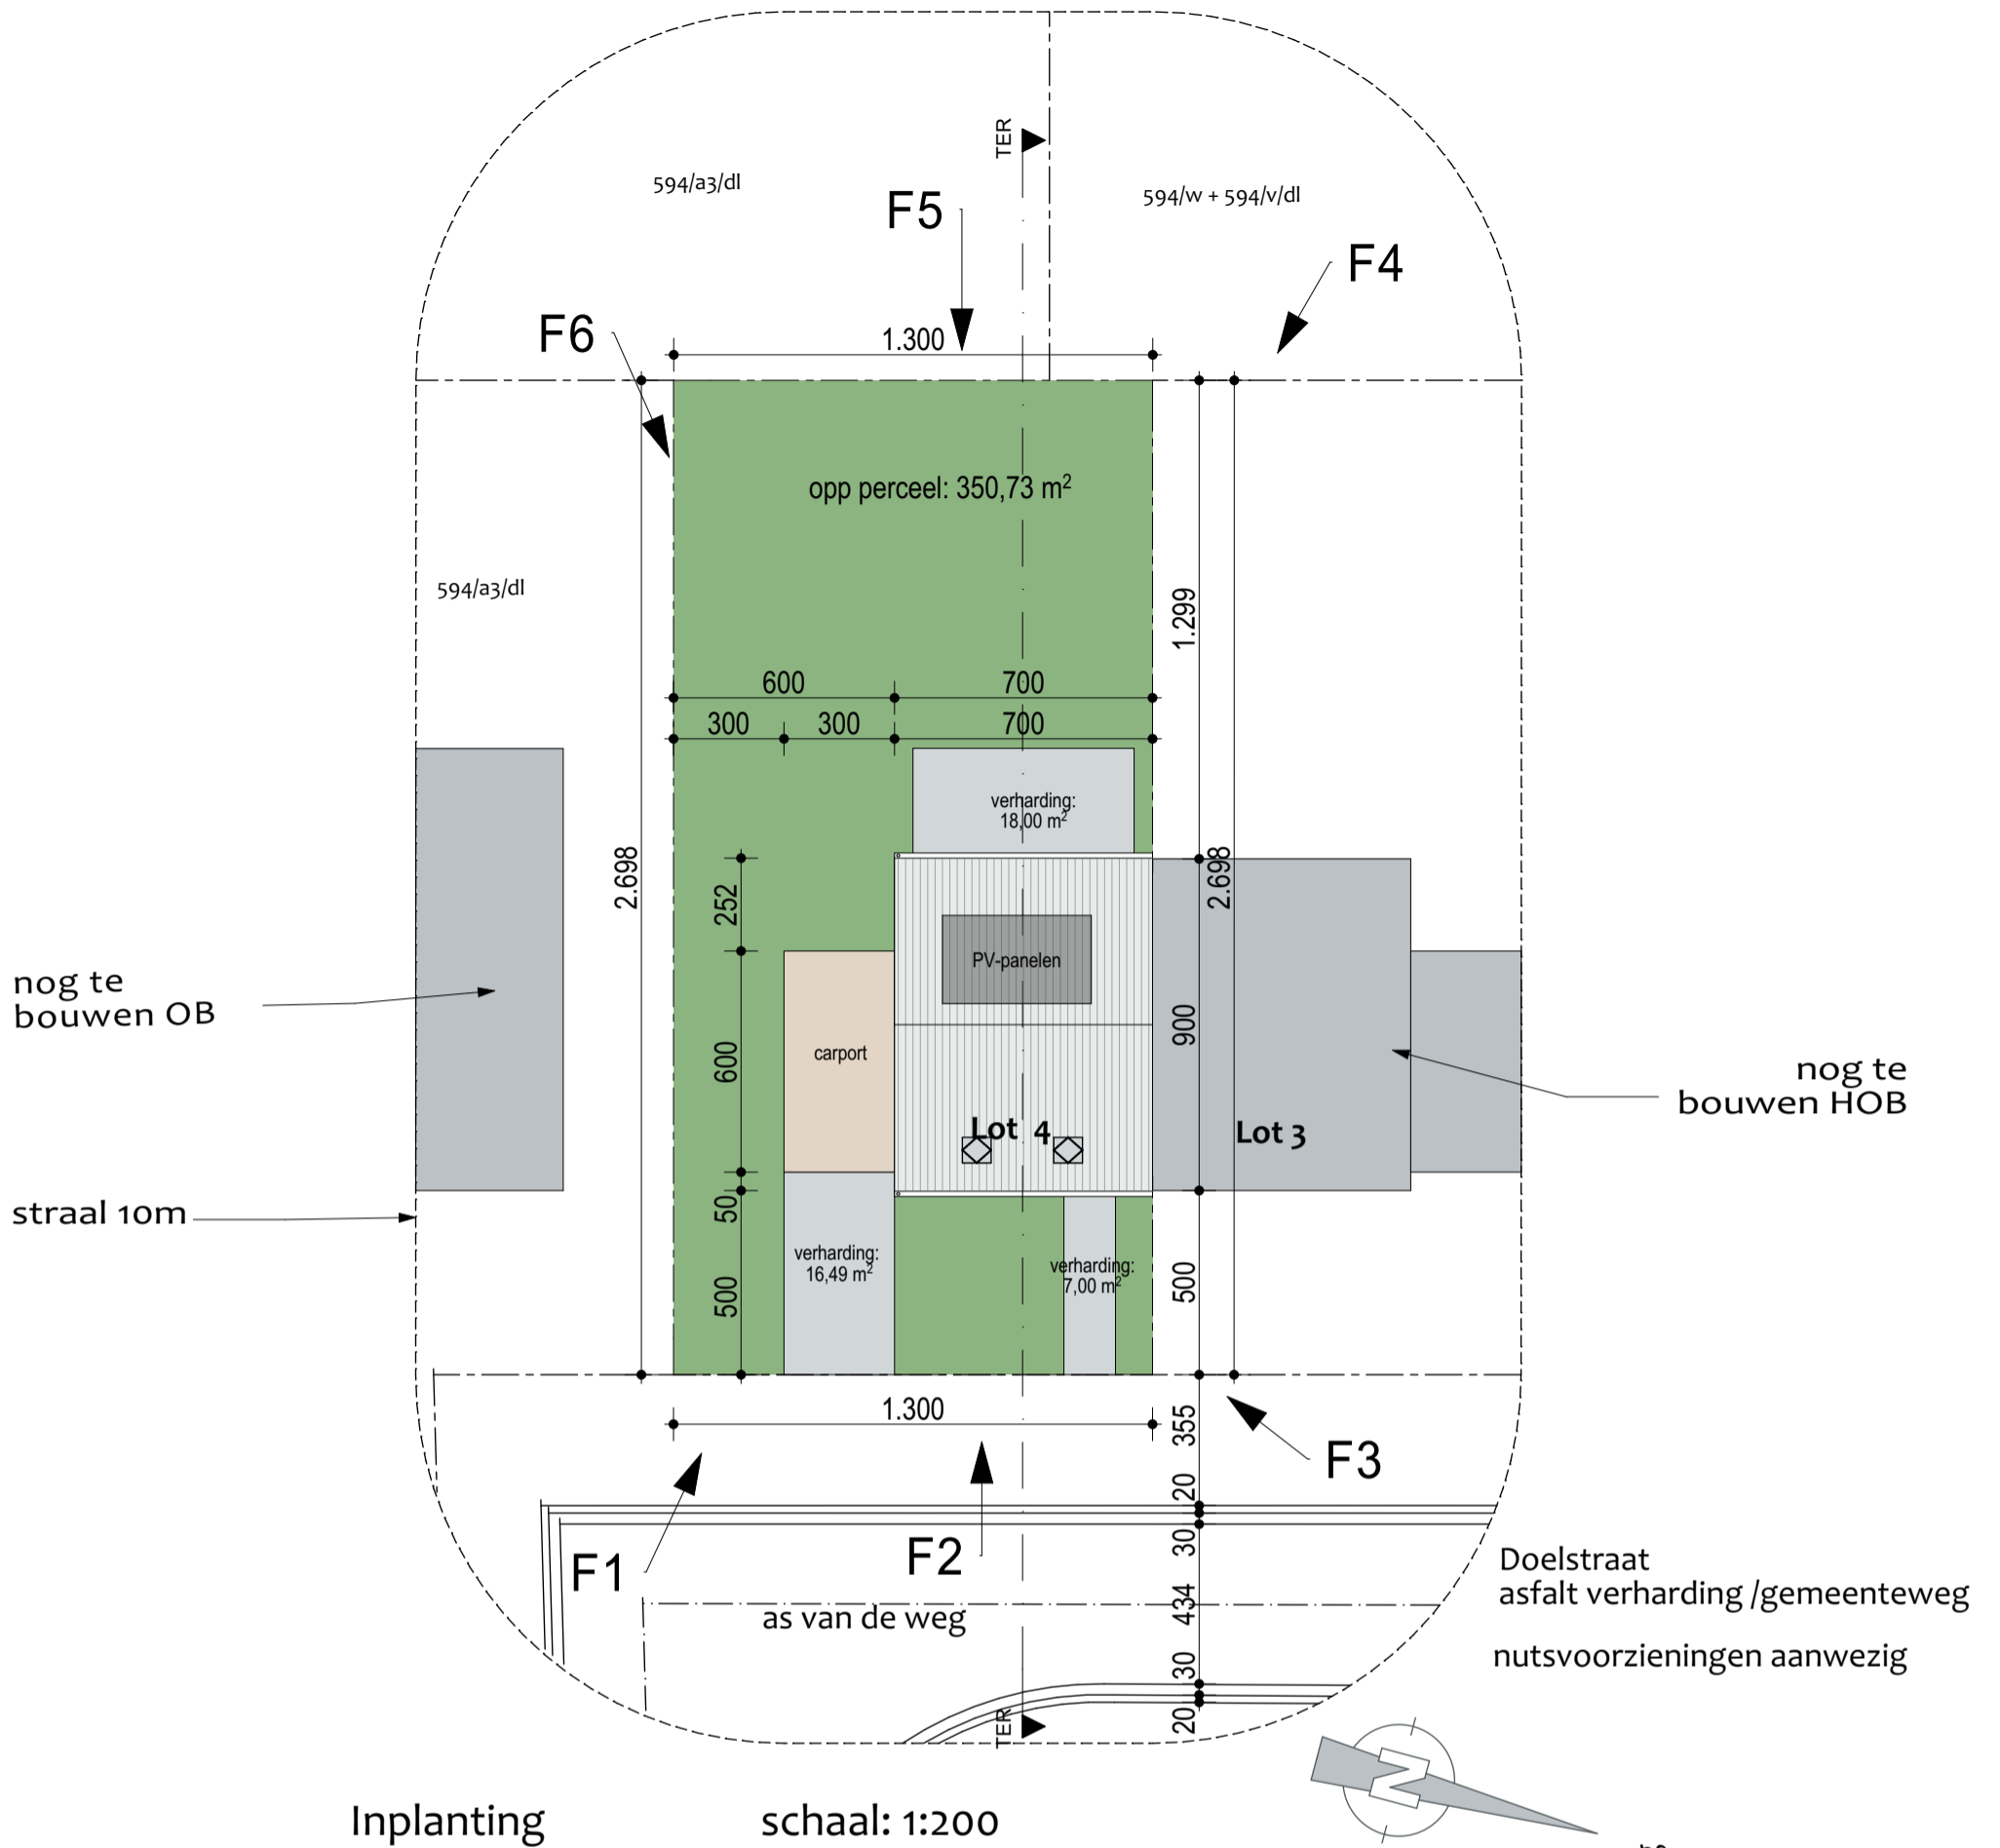 TER
594/a3/dl
594/w + 594/v/dl
F5
F4
F6
1.300
opp perceel: 350,73 m²
594/a3/dl
1.299
600
700
300
300
700
verharding:
18,00 m²
2.698
2.698
252
PV-panelen
nog te
bouwen OB
900
carport
600
nog te
bouwen HOB
Lot 4
Lot 3
50
straal 10m
verharding:
16,49 m²
verharding:
7,00 m²
500
500
1.300
355
F3
20
F1
F2
30
Doelstraat
asfalt verharding /gemeenteweg
434
as van de weg
nutsvoorzieningen aanwezig
30
20
TER
N
Inplanting
schaal: 1:200